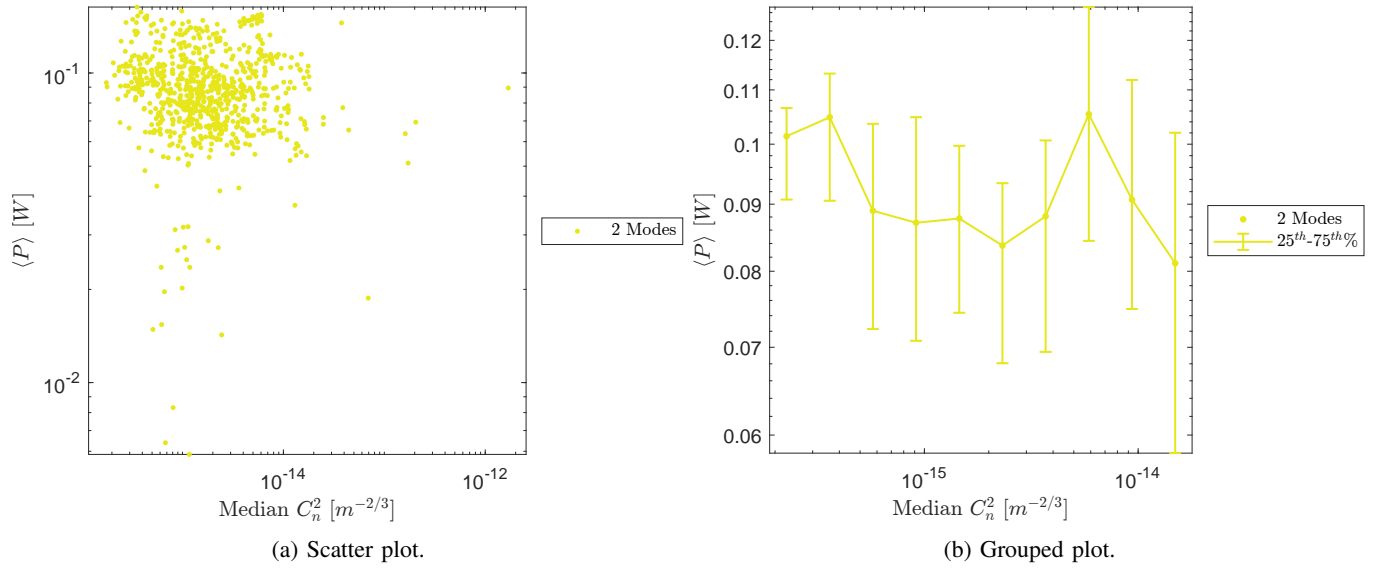 10^{-1}
10^{-2}
⟨P⟩ [W]
10^{-14}
10^{-12}
Median C_n^2 [m^{-2/3}]
2 Modes
(a) Scatter plot.
0.12
0.11
0.1
0.09
0.08
0.07
0.06
⟨P⟩ [W]
10^{-15}
10^{-14}
Median C_n^2 [m^{-2/3}]
2 Modes
25^{th}-75^{th}%
(b) Grouped plot.